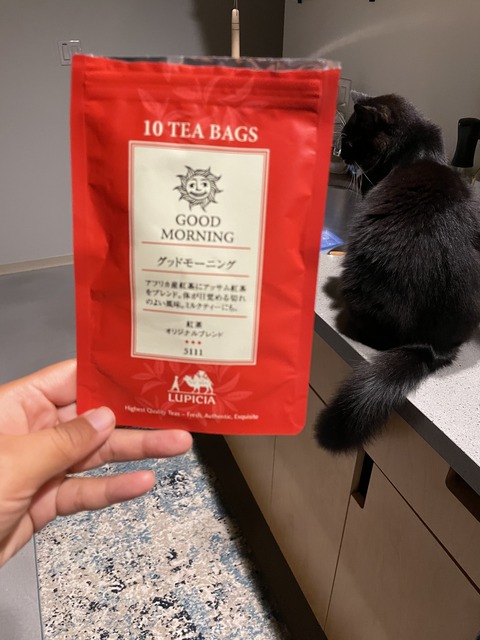 10 TEA BAGS
GOOD
MORNING
グッドモーニング
アフリカ産紅茶にアッサム紅茶
をブレンド。体が目覚める切れ
のよい風味。ミルクティーにも。
紅茶
オリジナルブレンド
5111
LUPICIA
Highest Quality Teas – Fresh, Authentic, Exquisite